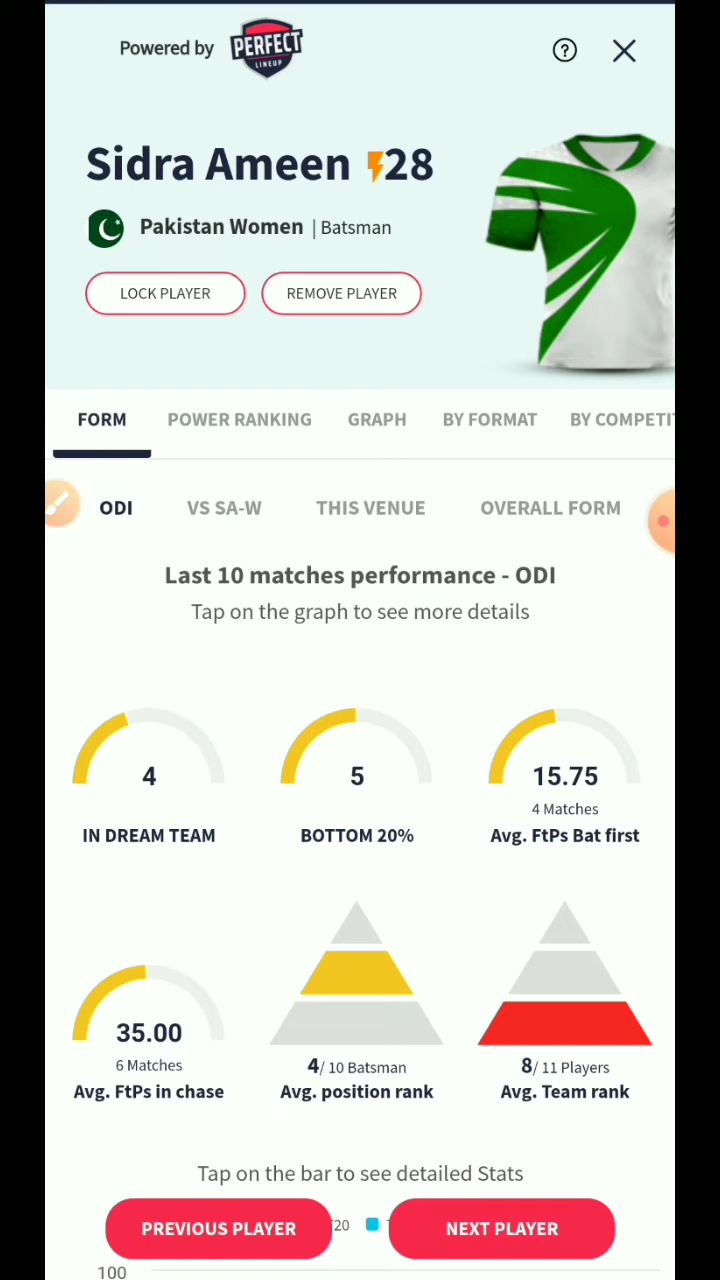 Powered by PERFECT
LINEUP
?
Sidra Ameen 28
Pakistan Women | Batsman
LOCK PLAYER REMOVE PLAYER
FORM POWER RANKING GRAPH BY FORMAT BY COMPETI
ODI VS SA-W THIS VENUE OVERALL FORM
Last 10 matches performance - ODI
Tap on the graph to see more details
4 5 15.75
4 Matches
IN DREAM TEAM BOTTOM 20% Avg. FtPs Bat first
35.00
6 Matches 4/ 10 Batsman 8/ 11 Players
Avg. FtPs in chase Avg. position rank Avg. Team rank
Tap on the bar to see detailed Stats
PREVIOUS PLAYER 20 NEXT PLAYER
100